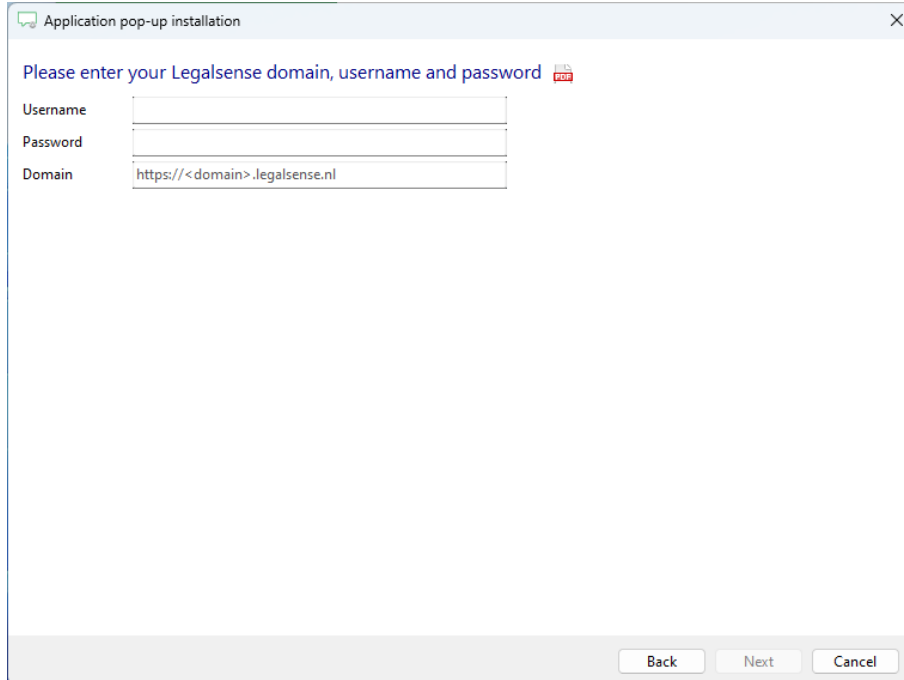 Application pop-up installation
Please enter your Legalsense domain, username and password PDF
Username
Password
Domain https://<domain>.legalsense.nl
Back Next Cancel